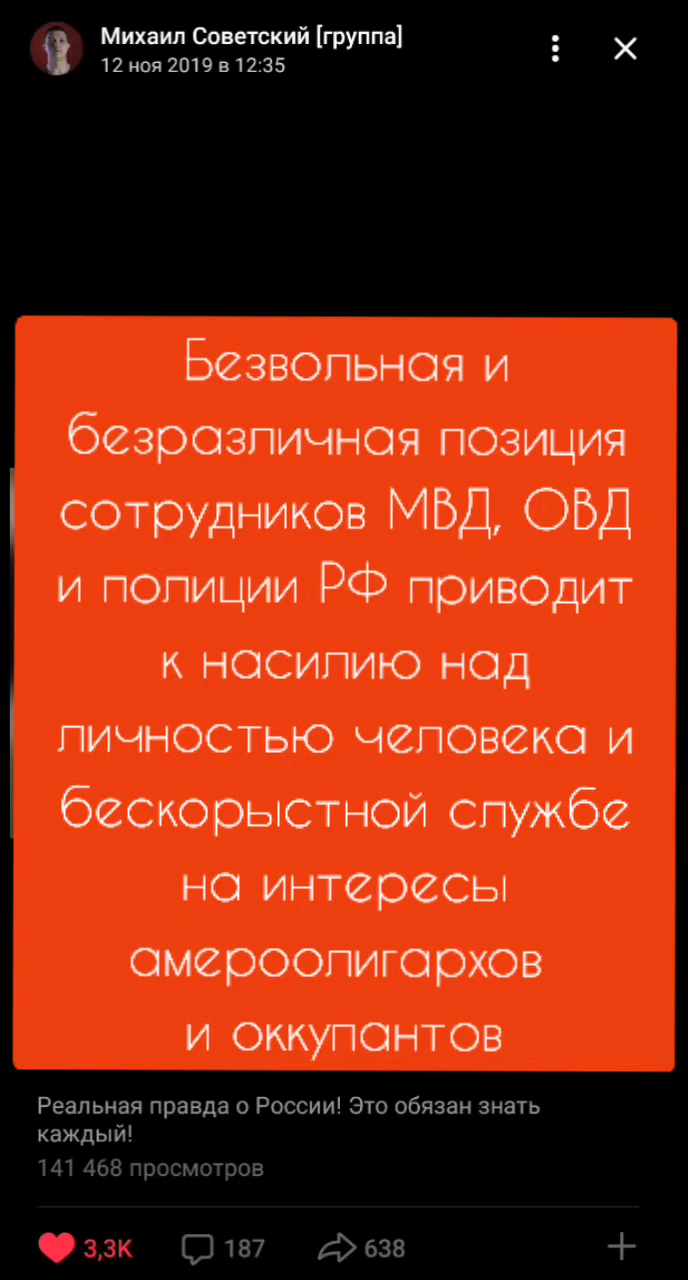 Михаил Советский [группа]
12 ноя 2019 в 12:35
Безвольная и
безразличная позиция
сотрудников МВД, ОВД
и полиции РФ приводит
к насилию над
личностью человека и
бескорыстной службе
на интересы
амероолигархов
и оккупантов
Реальная правда о России! Это обязан знать
каждый!
141 468 просмотров
3,3K 187 638